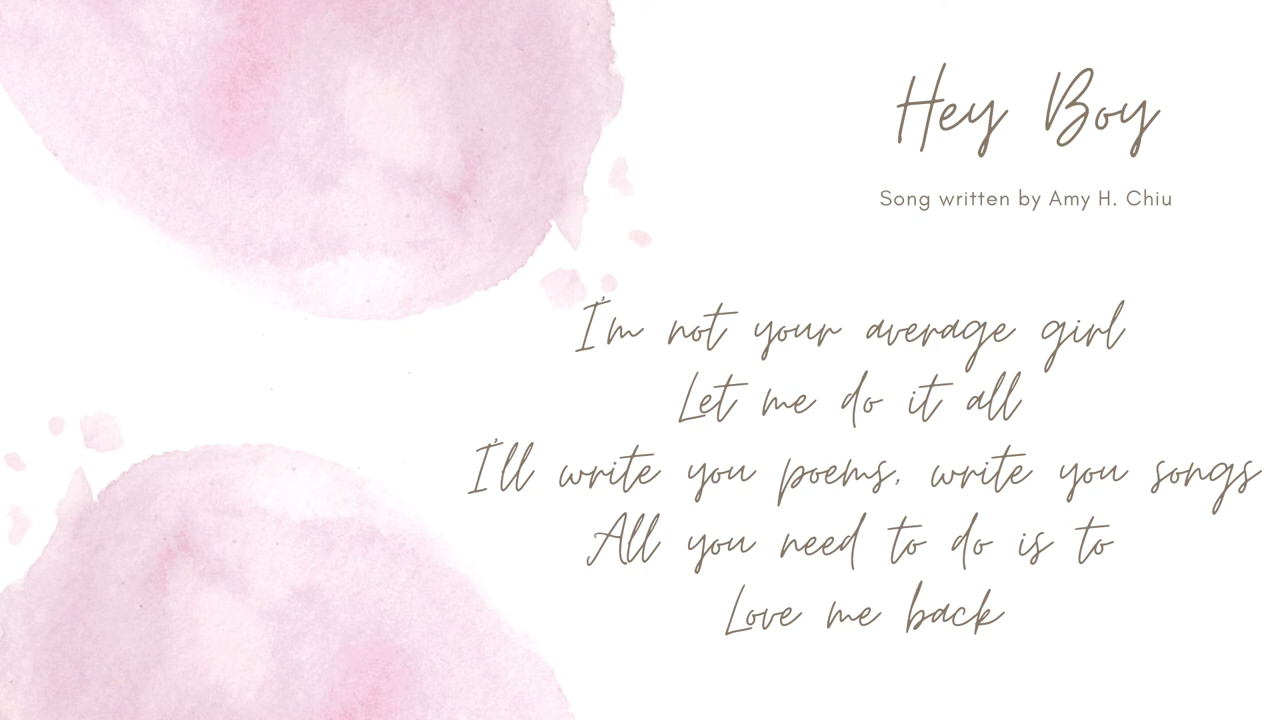 Hey Boy
Song written by Amy H. Chiu
I'm not your average girl
Let me do it all
I'll write you poems, write you songs
All you need to do is to
Love me back